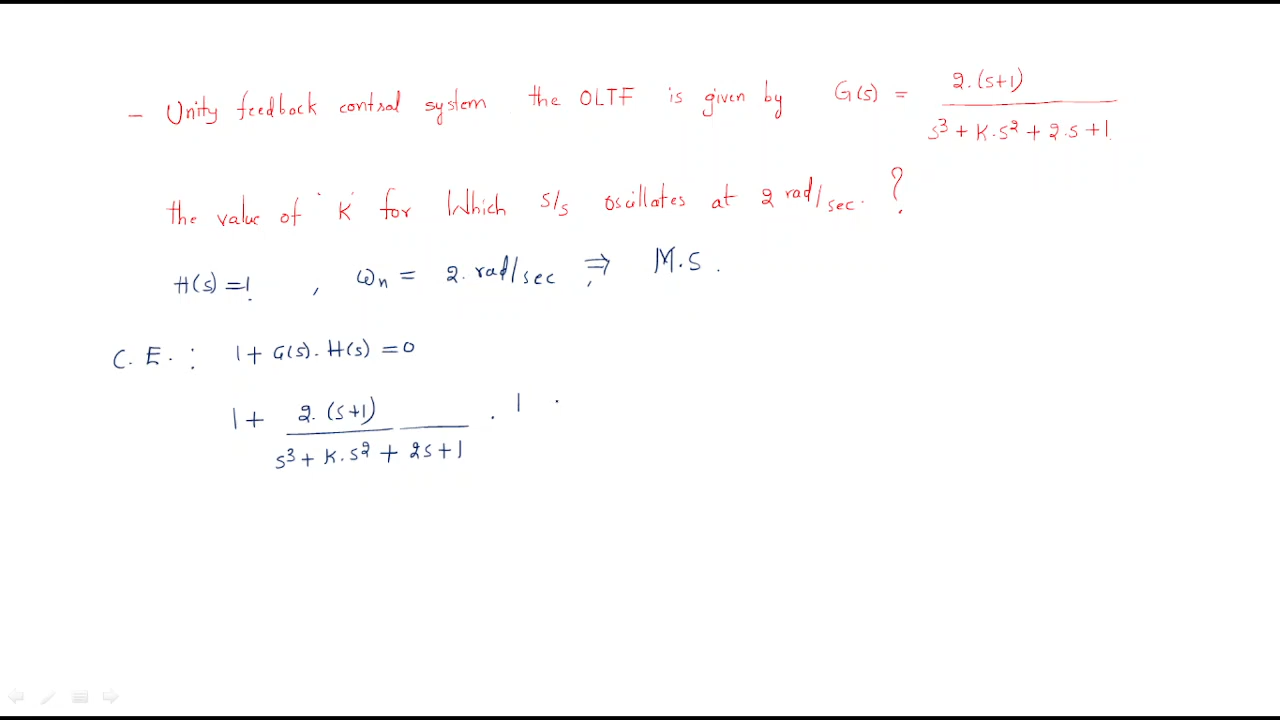 - Unity feedback control system the OLTF is given by G(s) = 2.(s+1) / s³ + K.s² + 2.s + 1
the value of 'K' for Which s/s oscillates at 2 rad/sec. ?
H(s) = 1 , ωn = 2. rad/sec ⇒ M.S.
C.E. : 1 + G(s). H(s) = 0
1 + 2.(s+1) / s³ + K.s² + 2s + 1 . 1